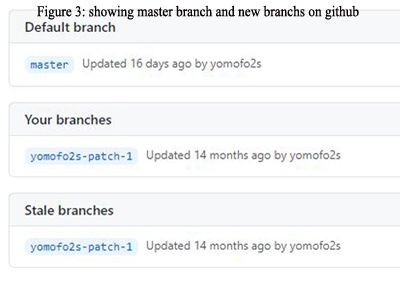 Figure 3: showing master branch and new branchs on github
Default branch
master Updated 16 days ago by yomofo2s
Your branches
yomofo2s-patch-1 Updated 14 months ago by yomofo2s
Stale branches
yomofo2s-patch-1 Updated 14 months ago by yomofo2s